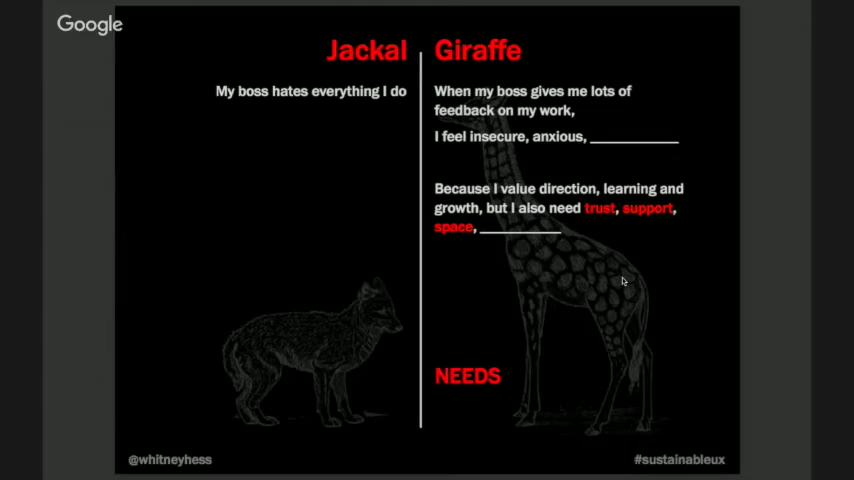 Google
Jackal
Giraffe
My boss hates everything I do
When my boss gives me lots of
feedback on my work,
I feel insecure, anxious, ____________
Because I value direction, learning and
growth, but I also need trust, support,
space, ___________
NEEDS
@whitneyhess
#sustainableux